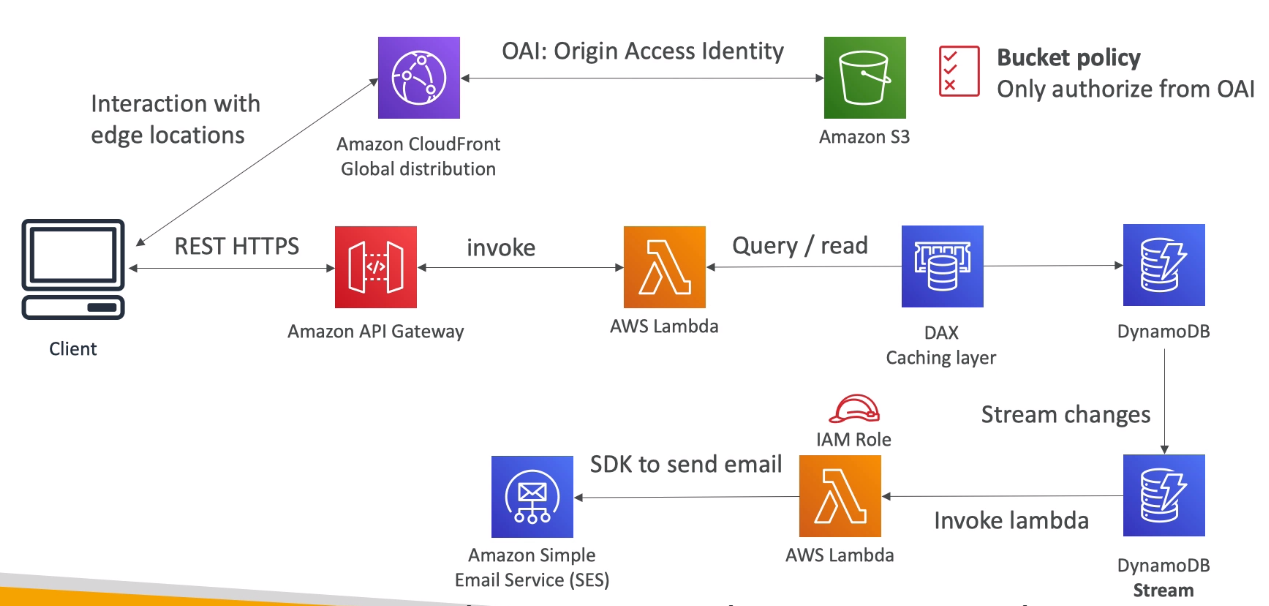 OAI: Origin Access Identity
Bucket policy
Only authorize from OAI
Interaction with
edge locations
Amazon CloudFront
Global distribution
Amazon S3
REST HTTPS
invoke
Query / read
</>
Amazon API Gateway
AWS Lambda
DAX
Caching layer
DynamoDB
Client
Stream changes
IAM Role
SDK to send email
Invoke lambda
Amazon Simple
Email Service (SES)
AWS Lambda
DynamoDB
Stream